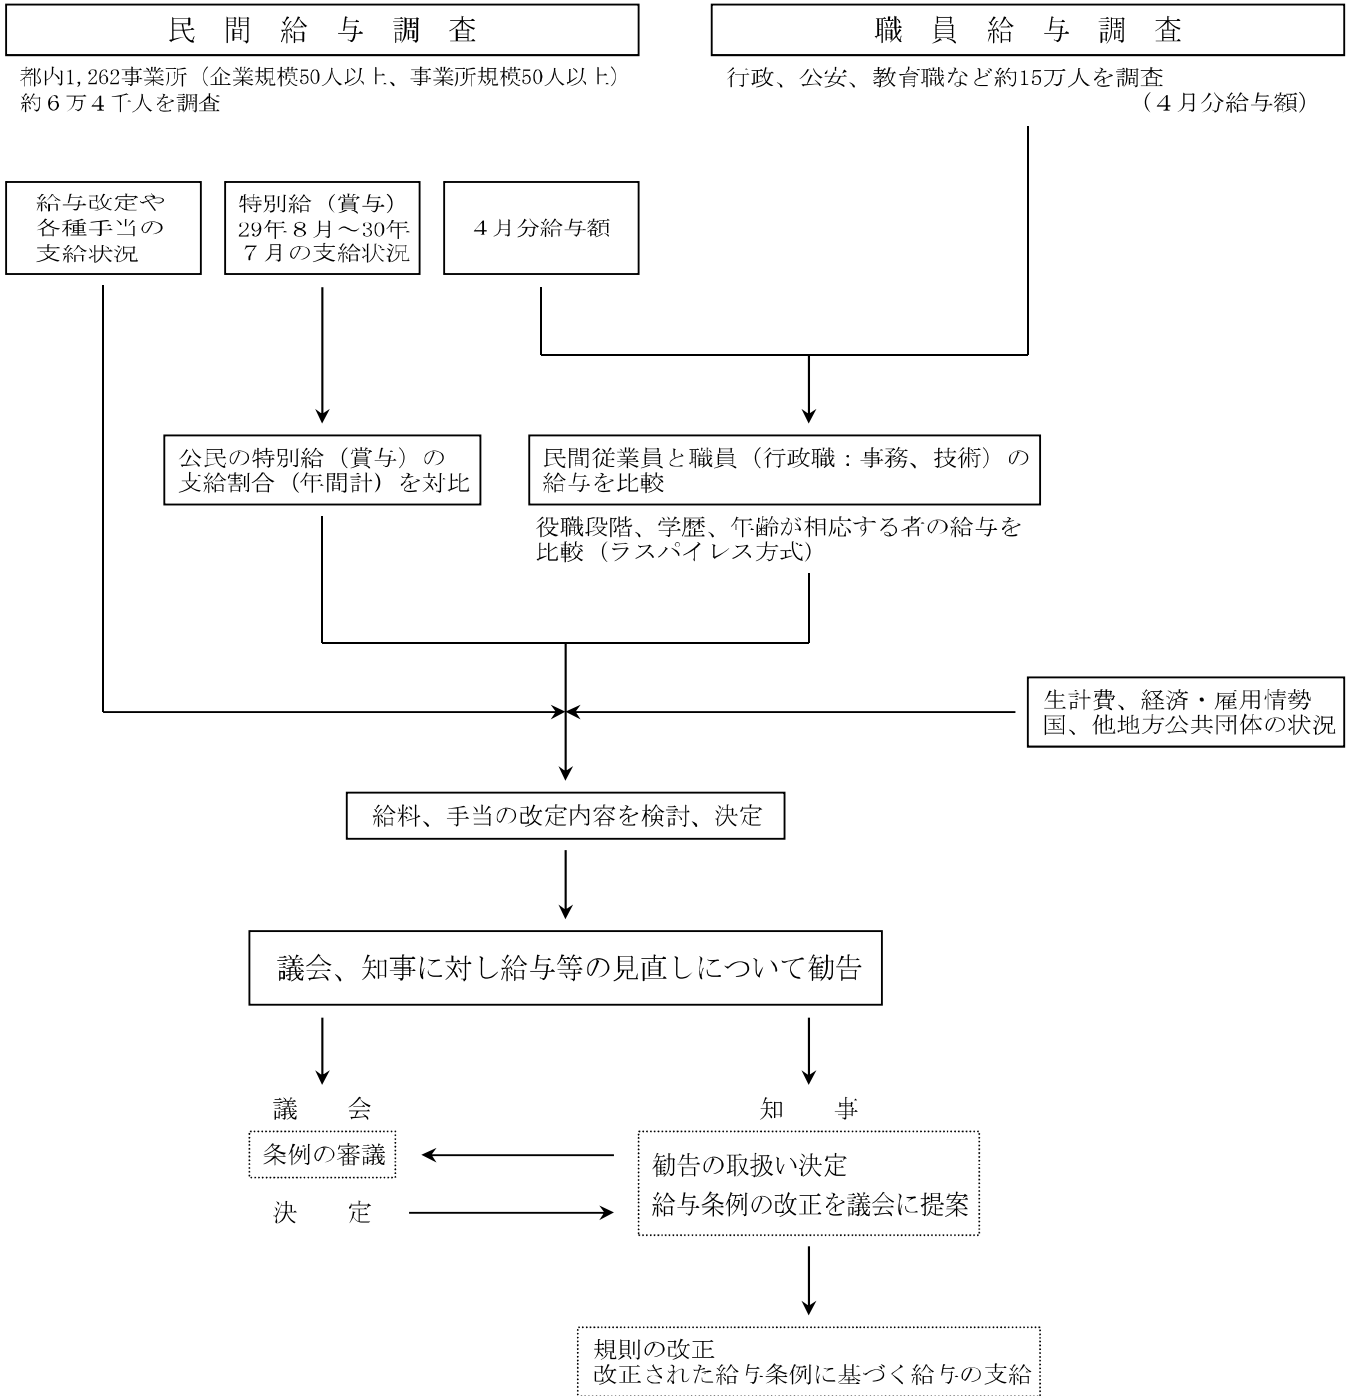 民間給与調査
都内1,262事業所（企業規模50人以上、事業所規模50人以上）
約６万４千人を調査
職員給与調査
行政、公安、教育職など約15万人を調査
（４月分給与額）
給与改定や
各種手当の
支給状況
特別給（賞与）
29年８月～30年
７月の支給状況
４月分給与額
公民の特別給（賞与）の
支給割合（年間計）を対比
民間従業員と職員（行政職：事務、技術）の
給与を比較
役職段階、学歴、年齢が相応する者の給与を
比較（ラスパイレス方式）
生計費、経済・雇用情勢
国、他地方公共団体の状況
給料、手当の改定内容を検討、決定
議会、知事に対し給与等の見直しについて勧告
議会
条例の審議
決定
知事
勧告の取扱い決定
給与条例の改正を議会に提案
規則の改正
改正された給与条例に基づく給与の支給